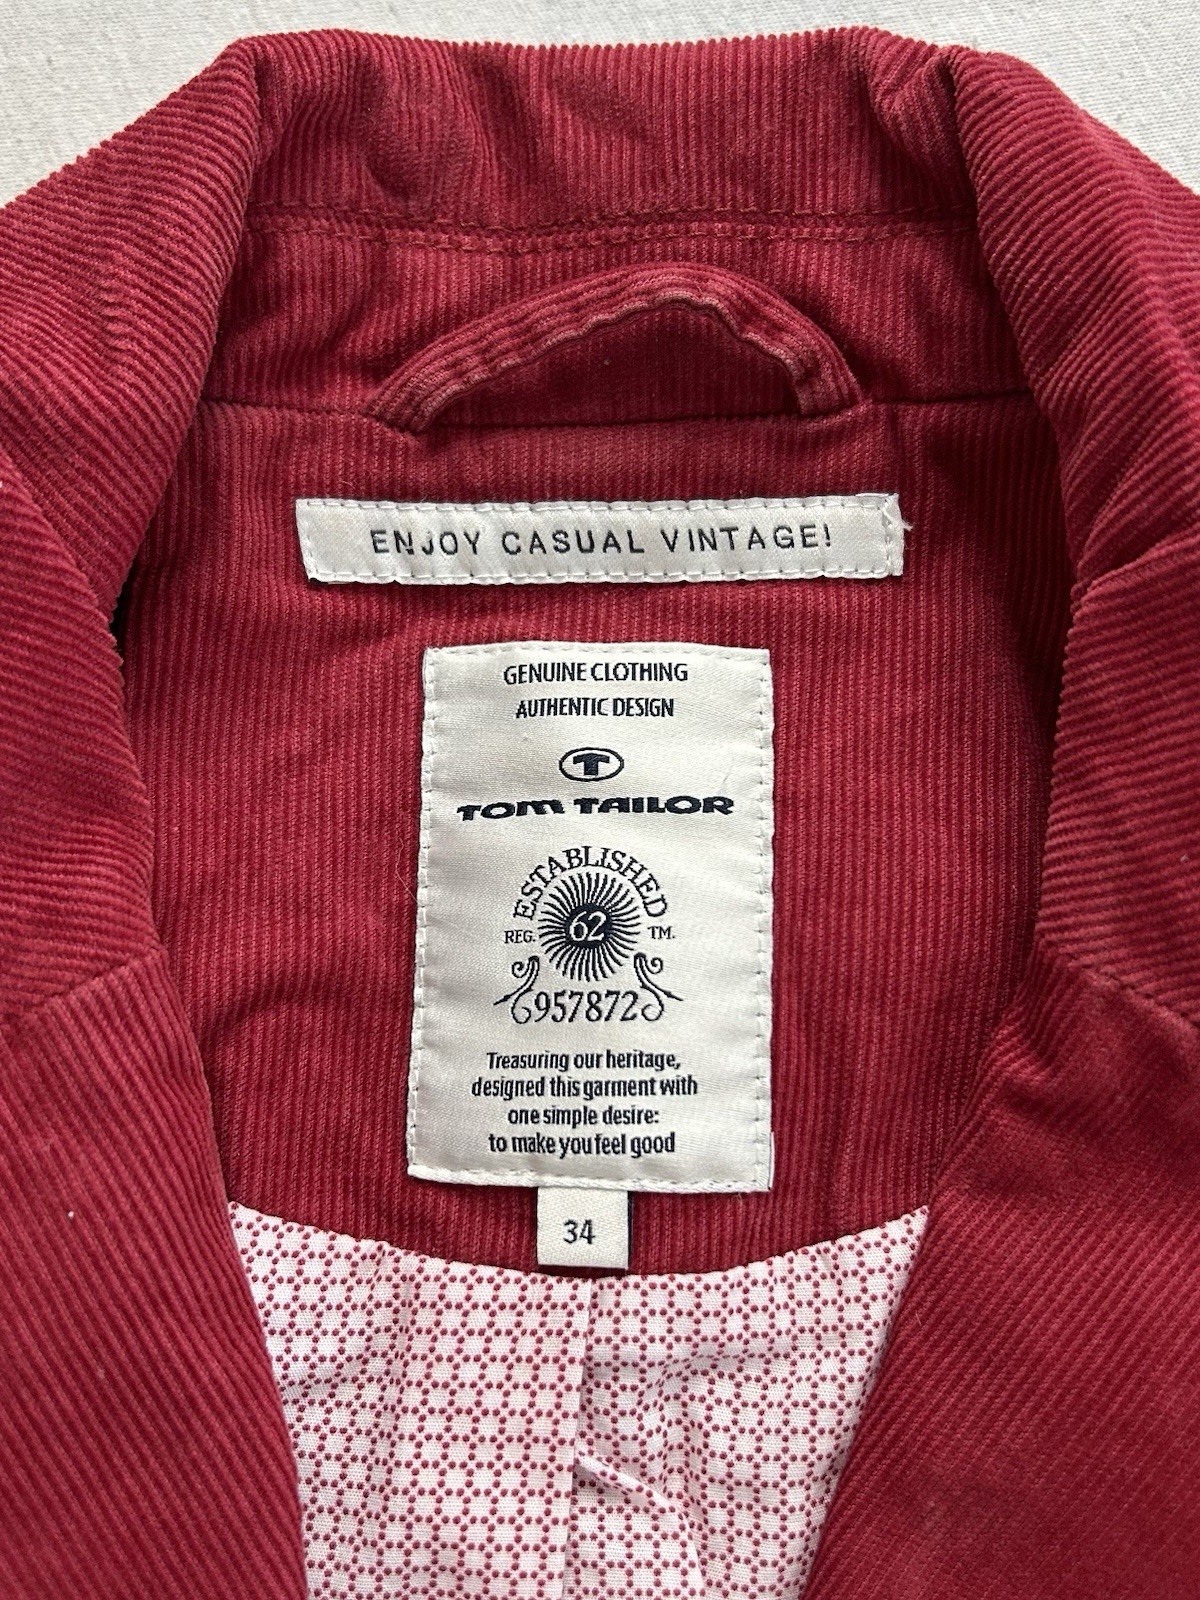 ENJOY CASUAL VINTAGE!
GENUINE CLOTHING
AUTHENTIC DESIGN
T
TOM TAILOR
ESTABLISHED
REG. 62 TM.
957872
Treasuring our heritage,
designed this garment with
one simple desire:
to make you feel good
34